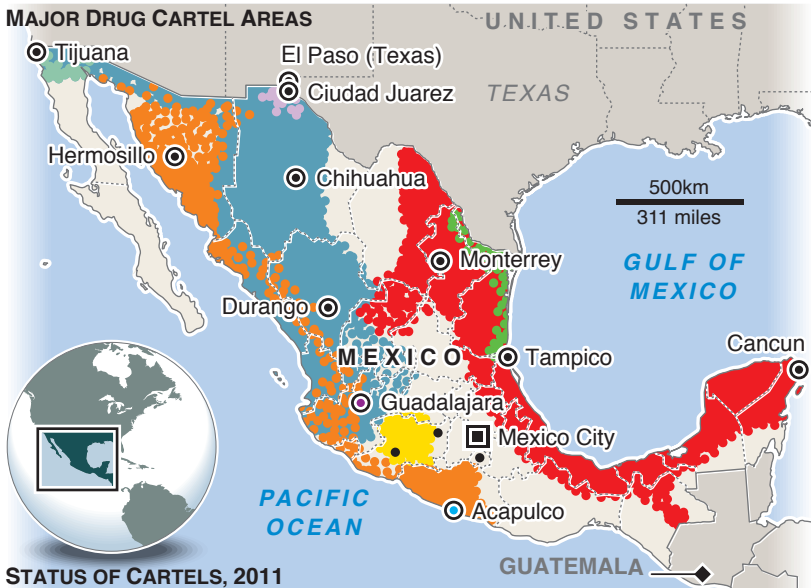 MAJOR DRUG CARTEL AREAS
UNITED STATES
Tijuana
El Paso (Texas)
Ciudad Juarez
TEXAS
Hermosillo
Chihuahua
500km
311 miles
Monterrey
GULF OF
MEXICO
Durango
MEXICO
Tampico
Cancun
Guadalajara
Mexico City
PACIFIC
OCEAN
Acapulco
GUATEMALA
STATUS OF CARTELS, 2011